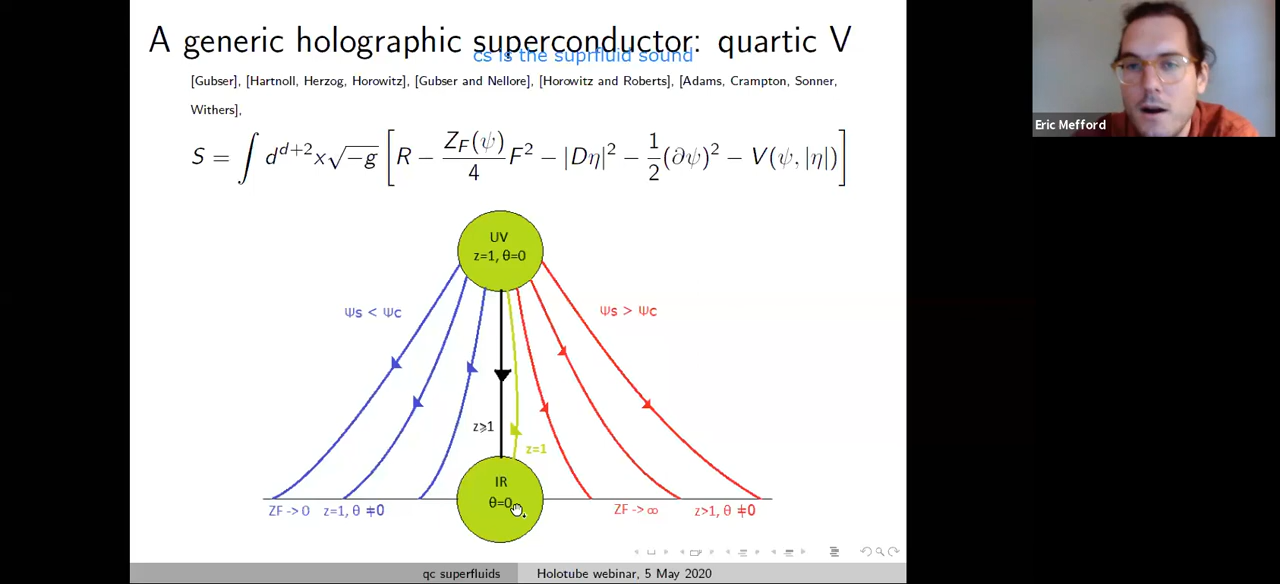 A generic holographic superconductor: quartic V
cs is the suprfluid sound
[Gubser], [Hartnoll, Herzog, Horowitz], [Gubser and Nellore], [Horowitz and Roberts], [Adams, Crampton, Sonner,
Withers],
S = ∫ d^{d+2}x√−g [R − Z_F(ψ)/4 F² − |Dη|² − 1/2(∂ψ)² − V(ψ, |η|)]
Eric Mefford
UV
z=1, θ=0
Ψs < Ψc
Ψs > Ψc
z⩾1
z=1
IR
θ=0
ZF -> 0 z=1, θ ≠0
ZF -> ∞ z>1, θ ≠0
qc superfluids
Holotube webinar, 5 May 2020